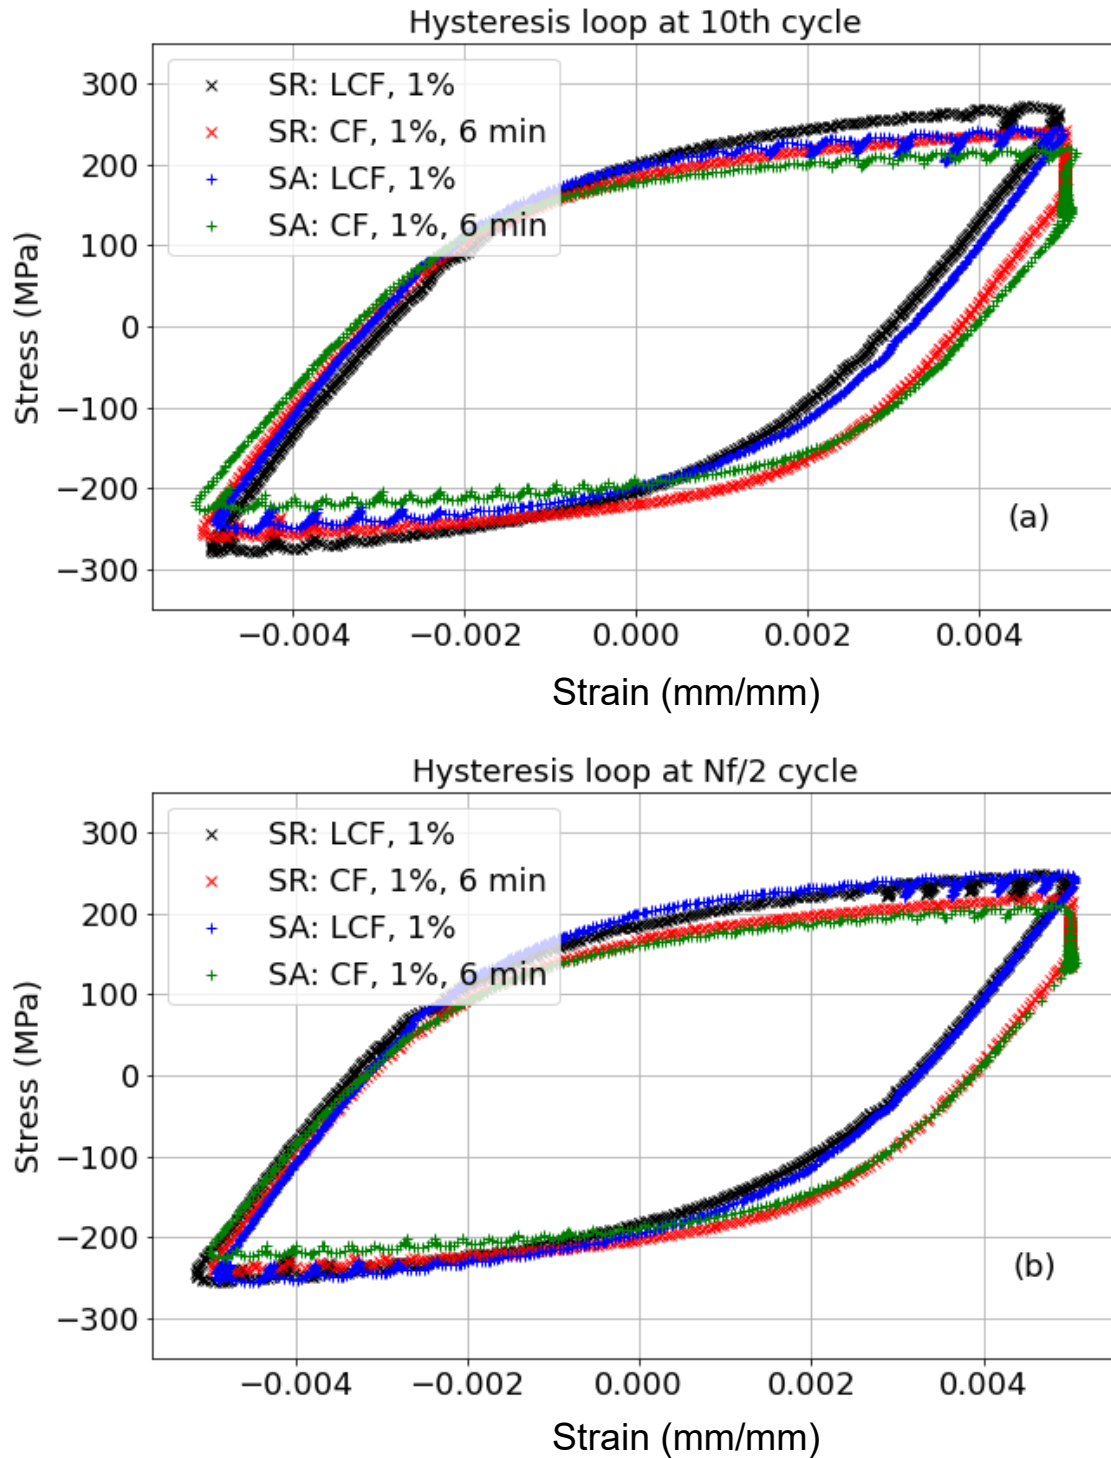 Hysteresis loop at 10th cycle
SR: LCF, 1%
SR: CF, 1%, 6 min
SA: LCF, 1%
SA: CF, 1%, 6 min
Stress (MPa)
300
200
100
0
−100
−200
−300
(a)
−0.004 −0.002 0.000 0.002 0.004
Strain (mm/mm)
Hysteresis loop at Nf/2 cycle
SR: LCF, 1%
SR: CF, 1%, 6 min
SA: LCF, 1%
SA: CF, 1%, 6 min
Stress (MPa)
300
200
100
0
−100
−200
−300
(b)
−0.004 −0.002 0.000 0.002 0.004
Strain (mm/mm)